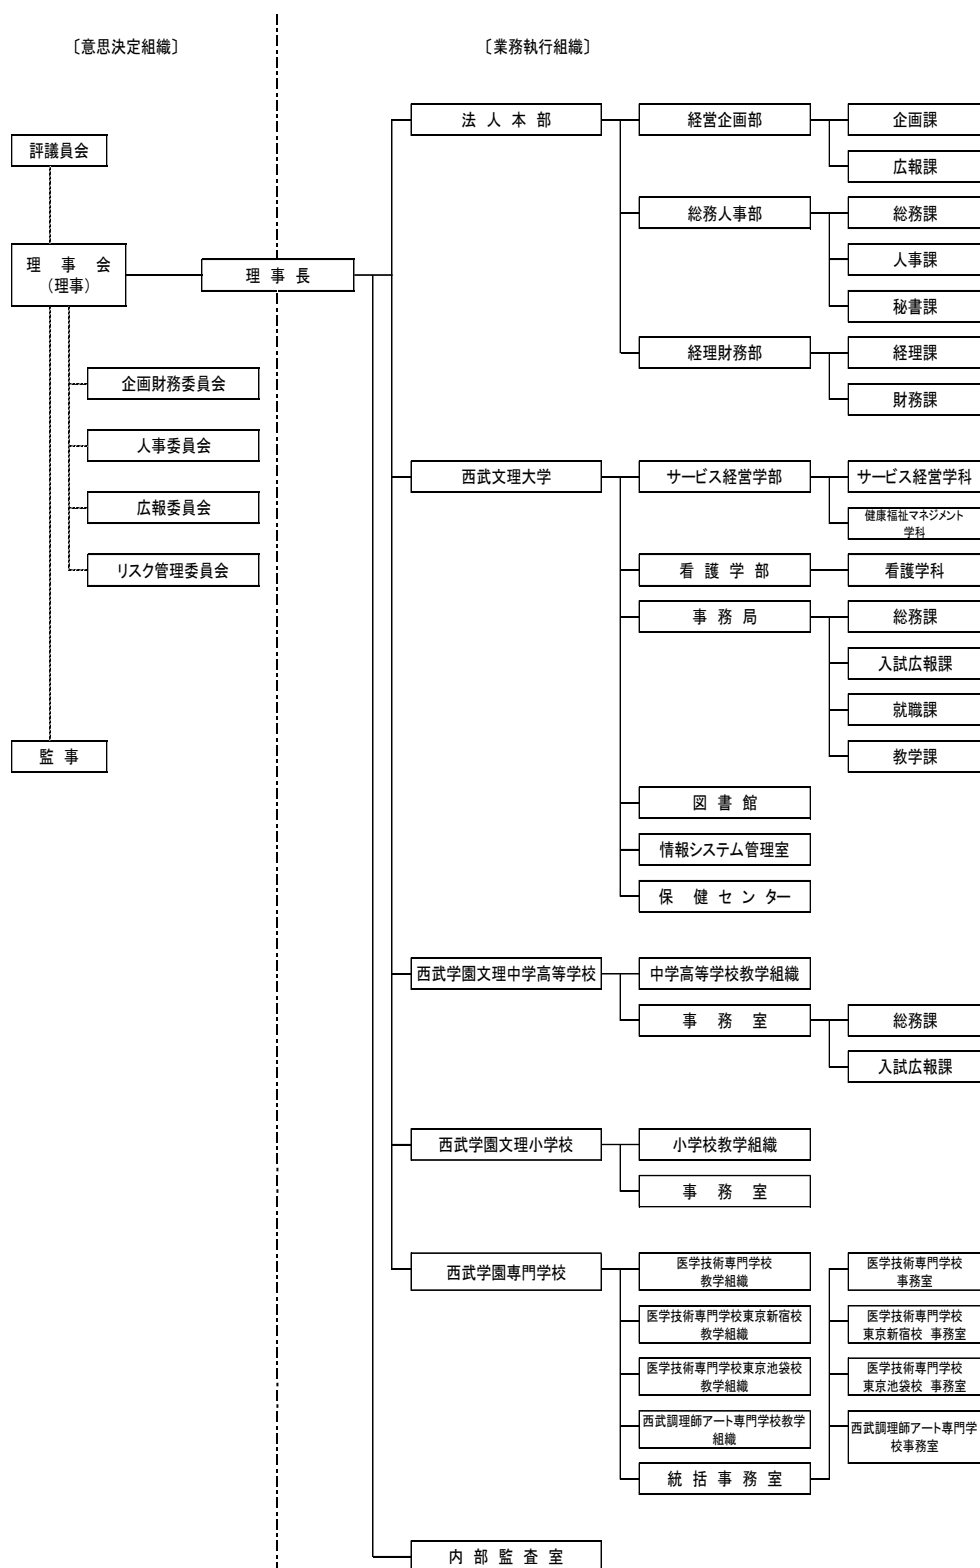 〔意思決定組織〕
〔業務執行組織〕
評議員会
理事会
（理事）
理事長
企画財務委員会
人事委員会
広報委員会
リスク管理委員会
監事
法人本部
経営企画部
企画課
広報課
総務人事部
総務課
人事課
秘書課
経理財務部
経理課
財務課
西武文理大学
サービス経営学部
サービス経営学科
健康福祉マネジメント
学科
看護学部
看護学科
事務局
総務課
入試広報課
就職課
教学課
図書館
情報システム管理室
保健センター
西武学園文理中学高等学校
中学高等学校教学組織
事務室
総務課
入試広報課
西武学園文理小学校
小学校教学組織
事務室
西武学園専門学校
医学技術専門学校
教学組織
医学技術専門学校東京新宿校
教学組織
医学技術専門学校東京池袋校
教学組織
西武調理師アート専門学校教学
組織
統括事務室
医学技術専門学校
事務室
医学技術専門学校
東京新宿校 事務室
医学技術専門学校
東京池袋校 事務室
西武調理師アート専門学
校事務室
内部監査室